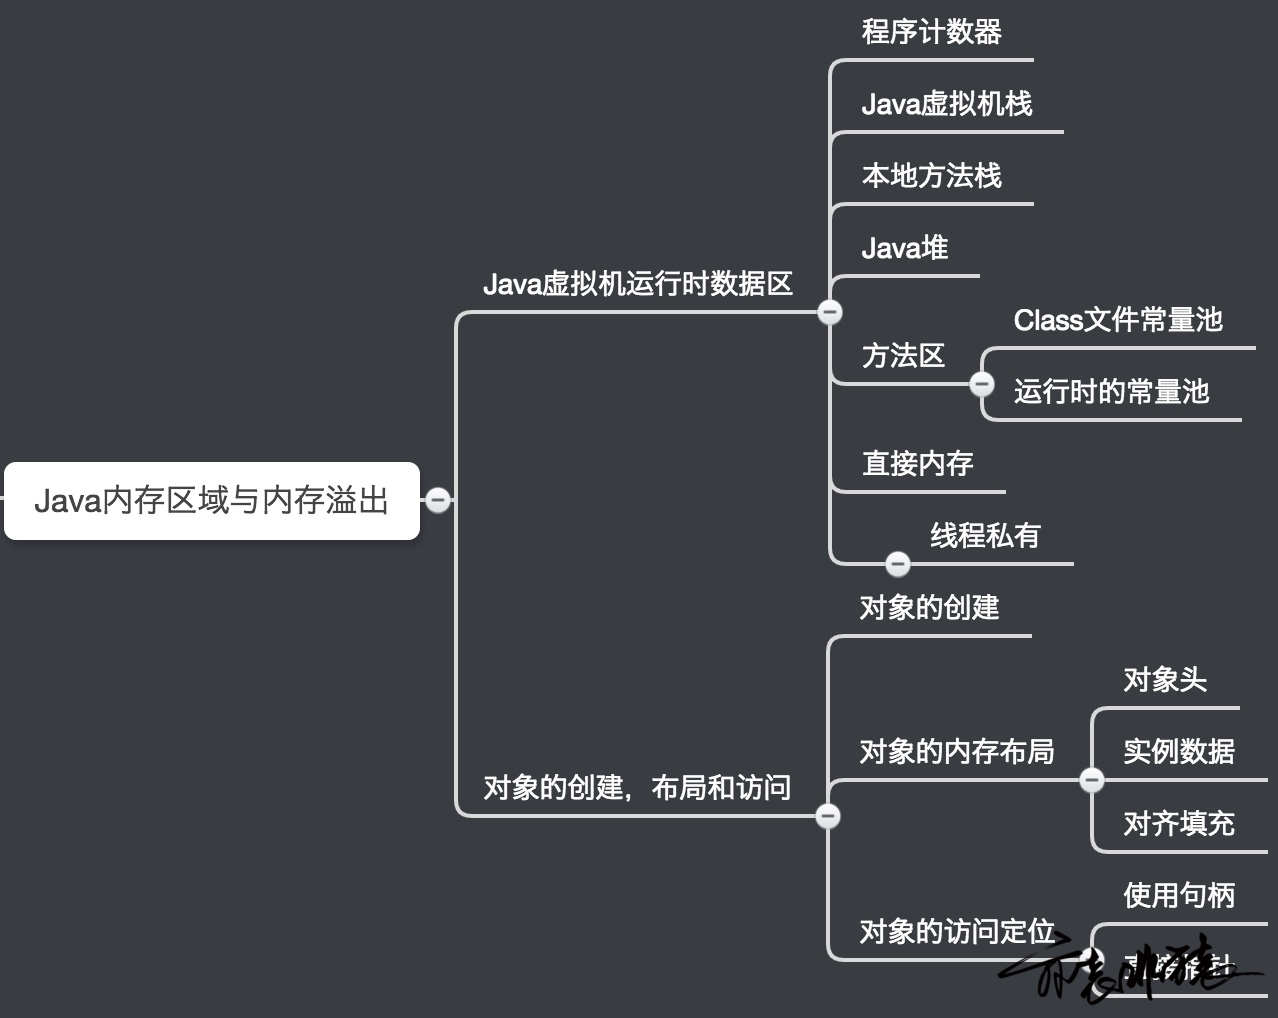 程序计数器
Java虚拟机栈
本地方法栈
Java堆
Java虚拟机运行时数据区
Class文件常量池
方法区
运行时的常量池
直接内存
线程私有
Java内存区域与内存溢出
对象的创建
对象头
对象的内存布局
实例数据
对象的创建，布局和访问
对齐填充
使用句柄
对象的访问定位